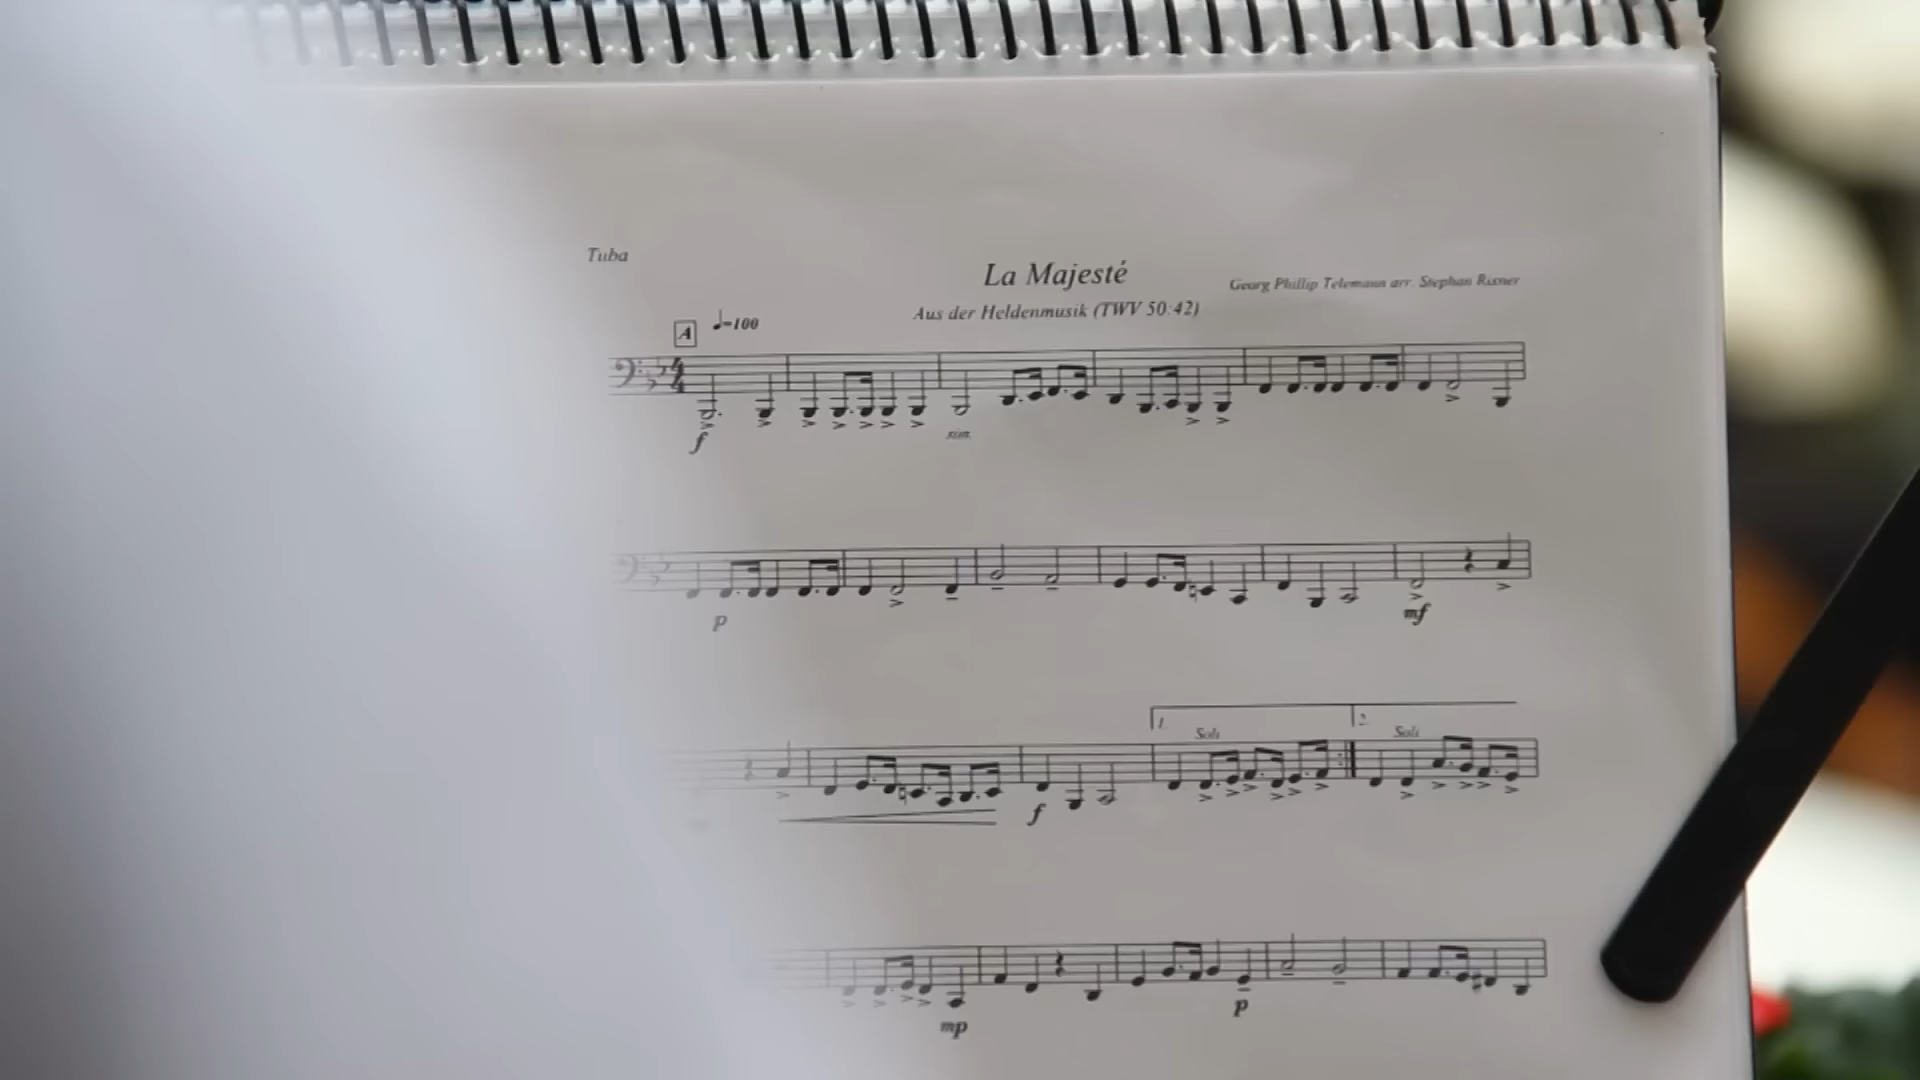 Tuba
La Majesté
Georg Phillip Telemann arr. Stephan Rixner
Aus der Heldenmusik (TWV 50:42)
A ♩=100
f
sim.
p
mf
1. 2.
Soli Soli
f
p
mp